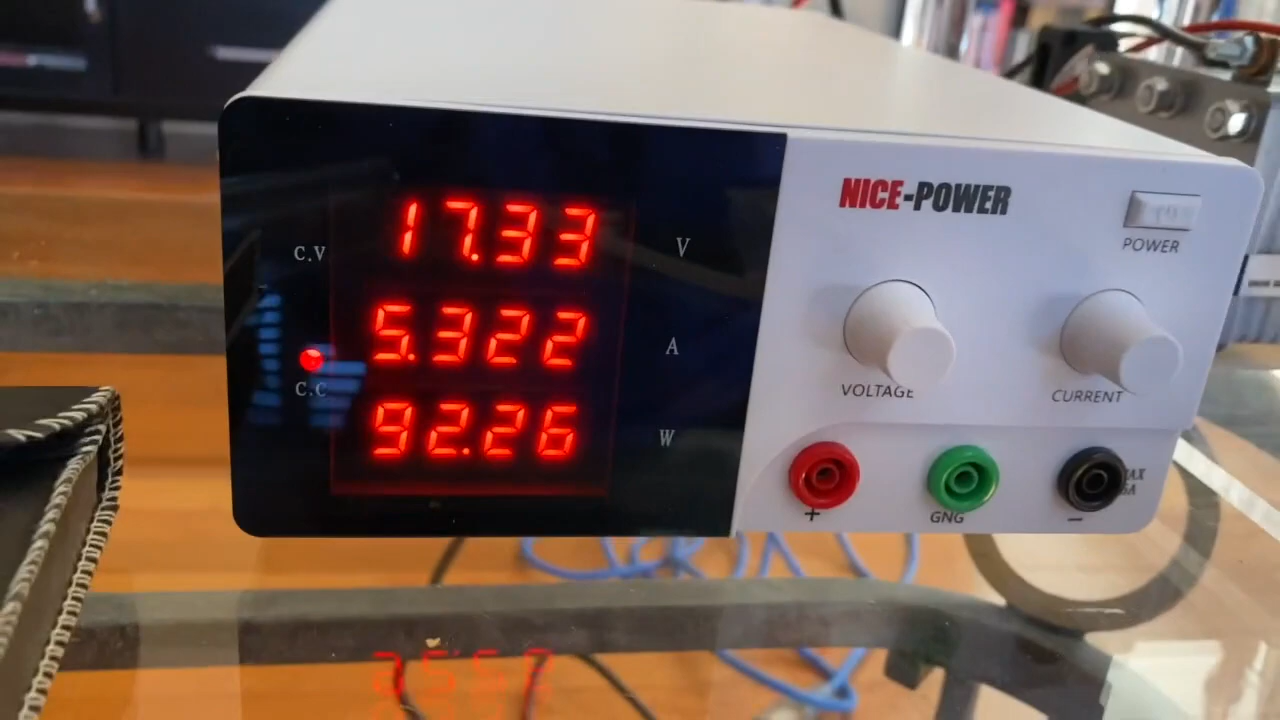 NICE-POWER
POWER
C.V
17.33
V
5.322
A
C.C
92.26
W
VOLTAGE
CURRENT
+
GNG
−